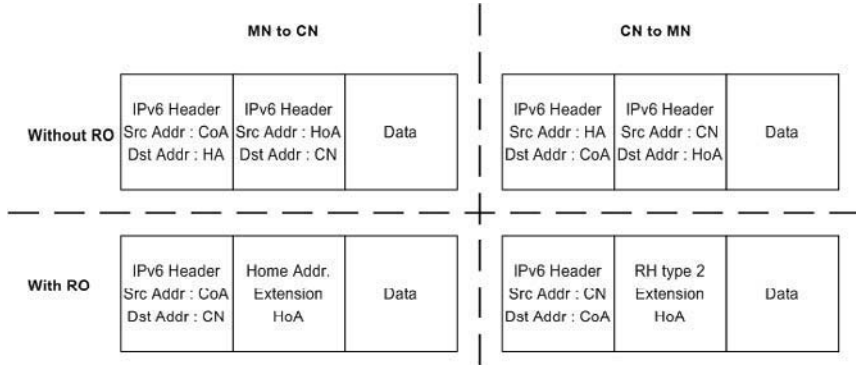 MN to CN
CN to MN
Without RO
IPv6 Header
Src Addr : CoA
Dst Addr : HA
IPv6 Header
Src Addr : HoA
Dst Addr : CN
Data
IPv6 Header
Src Addr : HA
Dst Addr : CoA
IPv6 Header
Src Addr : CN
Dst Addr : HoA
Data
With RO
IPv6 Header
Src Addr : CoA
Dst Addr : CN
Home Addr.
Extension
HoA
Data
IPv6 Header
Src Addr : CN
Dst Addr : CoA
RH type 2
Extension
HoA
Data